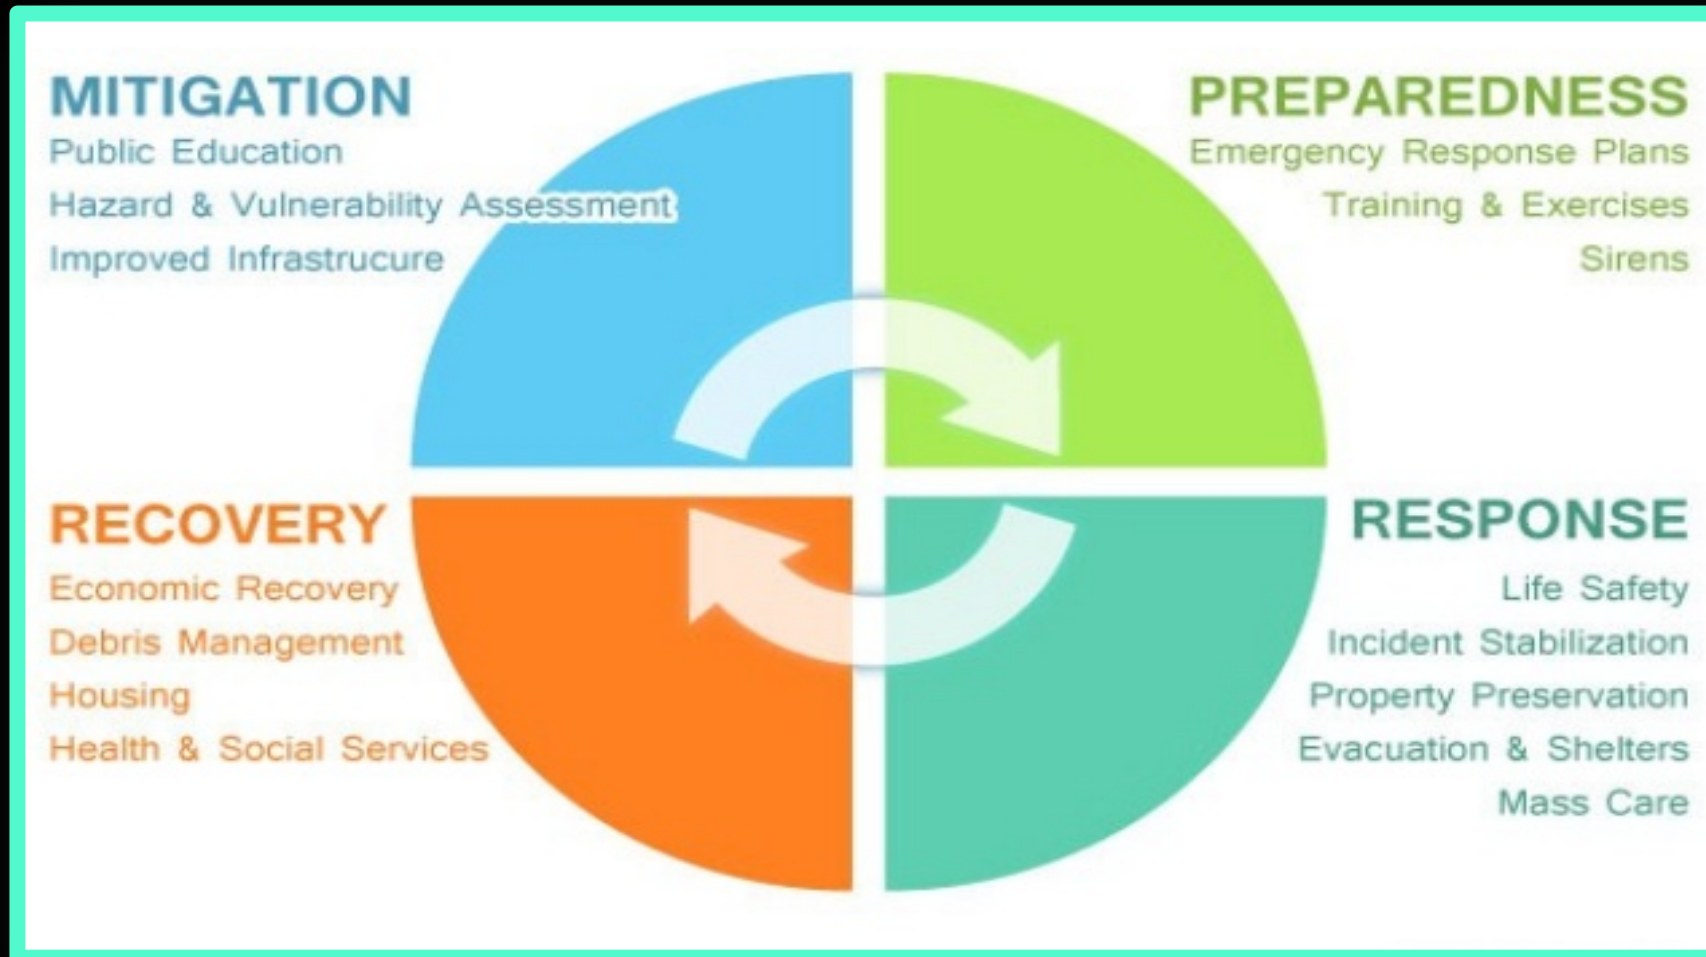 MITIGATION
Public Education
Hazard & Vulnerability Assessment
Improved Infrastrucure
PREPAREDNESS
Emergency Response Plans
Training & Exercises
Sirens
RECOVERY
Economic Recovery
Debris Management
Housing
Health & Social Services
RESPONSE
Life Safety
Incident Stabilization
Property Preservation
Evacuation & Shelters
Mass Care